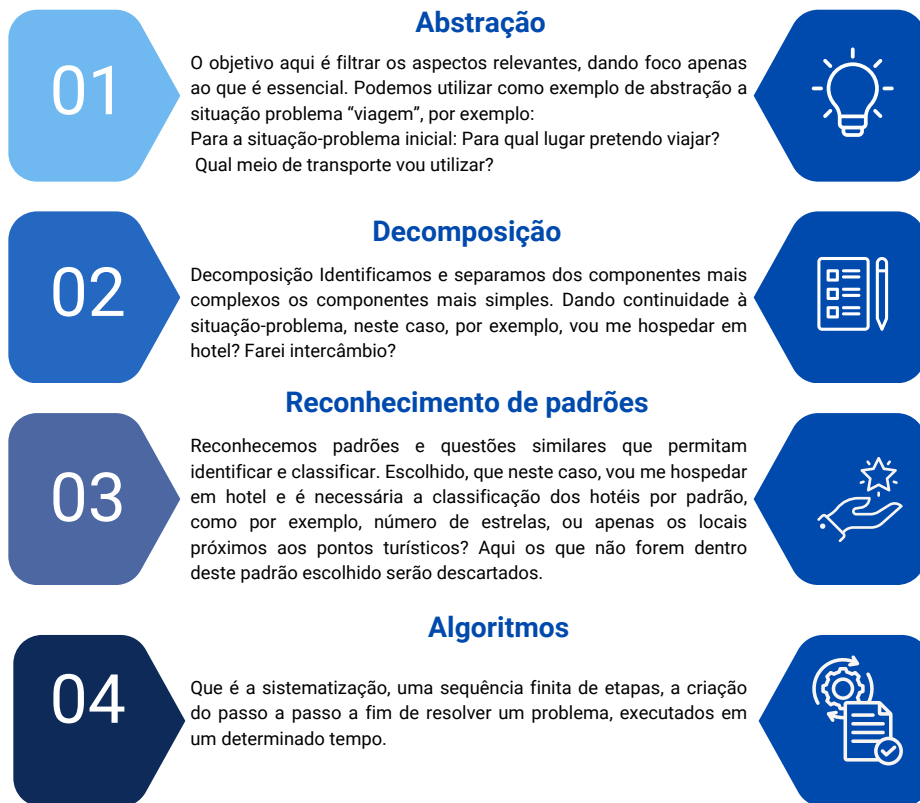 Abstração
01
O objetivo aqui é filtrar os aspectos relevantes, dando foco apenas
ao que é essencial. Podemos utilizar como exemplo de abstração a
situação problema “viagem”, por exemplo:
Para a situação-problema inicial: Para qual lugar pretendo viajar?
Qual meio de transporte vou utilizar?
Decomposição
02
Decomposição Identificamos e separamos dos componentes mais
complexos os componentes mais simples. Dando continuidade à
situação-problema, neste caso, por exemplo, vou me hospedar em
hotel? Farei intercâmbio?
Reconhecimento de padrões
03
Reconhecemos padrões e questões similares que permitam
identificar e classificar. Escolhido, que neste caso, vou me hospedar
em hotel e é necessária a classificação dos hotéis por padrão,
como por exemplo, número de estrelas, ou apenas os locais
próximos aos pontos turísticos? Aqui os que não forem dentro
deste padrão escolhido serão descartados.
Algoritmos
04
Que é a sistematização, uma sequência finita de etapas, a criação
do passo a passo a fim de resolver um problema, executados em
um determinado tempo.